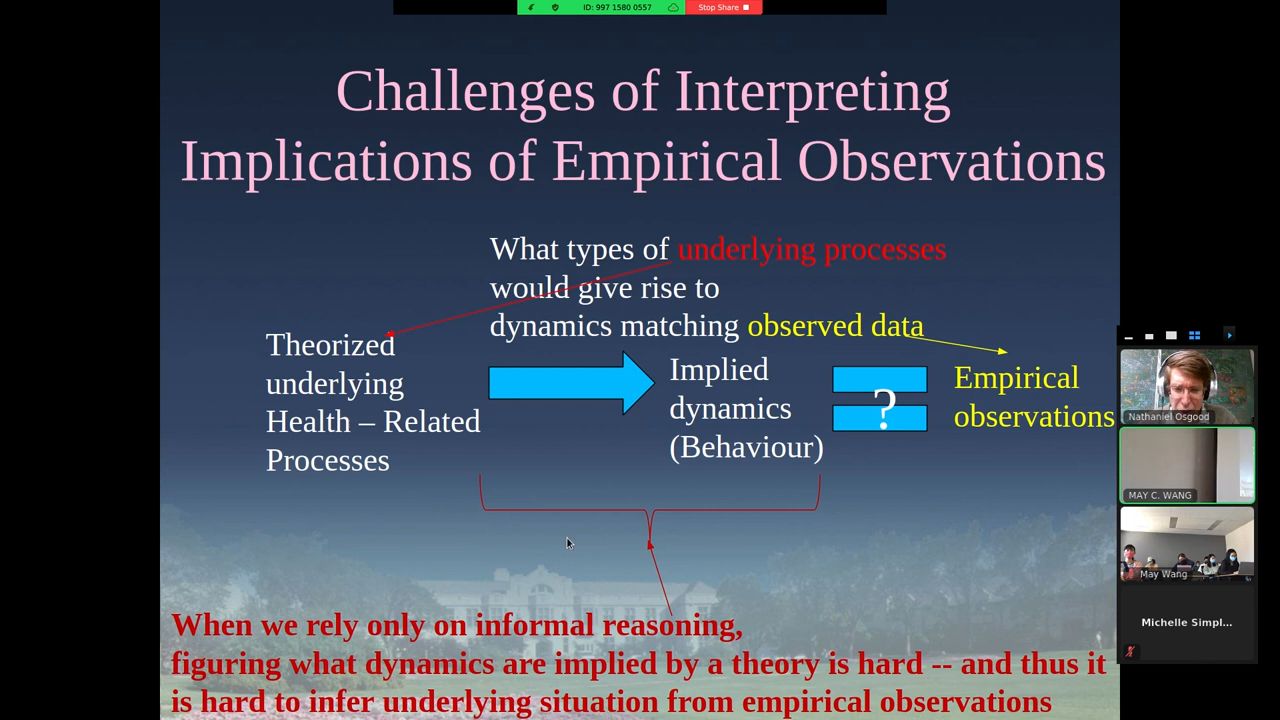 ID: 997 1580 0557
Stop Share
Challenges of Interpreting
Implications of Empirical Observations
What types of underlying processes
would give rise to
dynamics matching observed data
Theorized
underlying
Health – Related
Processes
Implied
dynamics
(Behaviour)
?
Empirical
observations
When we rely only on informal reasoning,
figuring what dynamics are implied by a theory is hard -- and thus it
is hard to infer underlying situation from empirical observations
Nathaniel Osgood
MAY C. WANG
May Wang
Michelle Simpl...